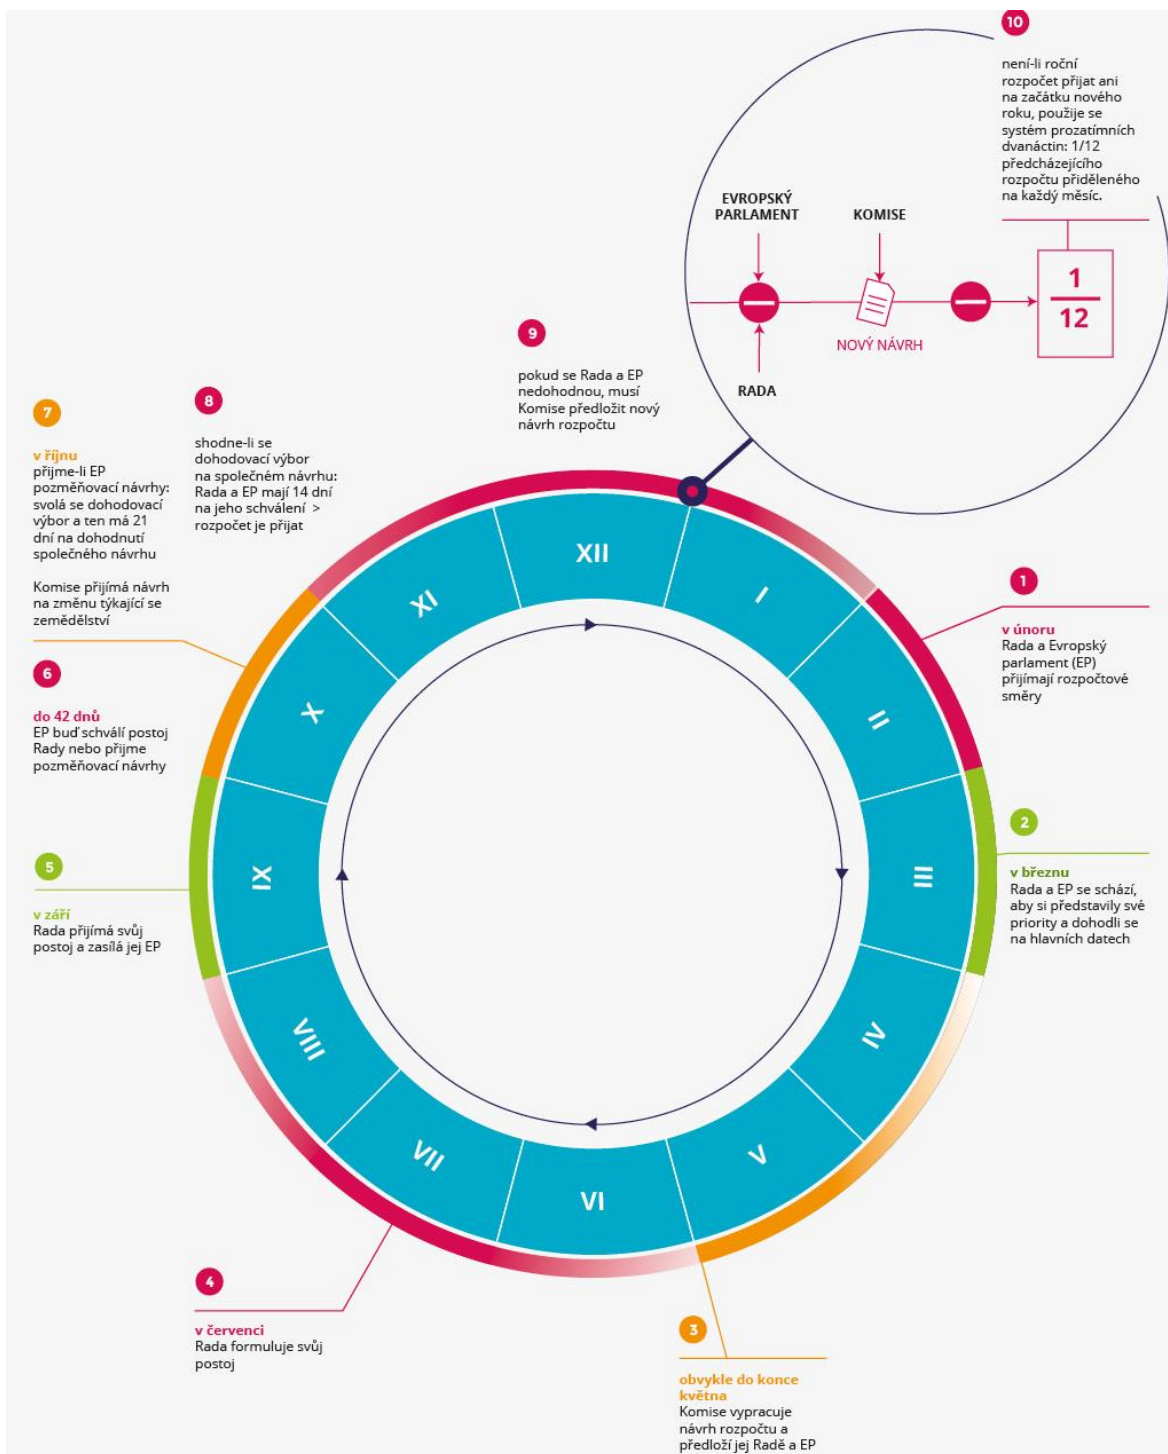 10
není-li roční
rozpočet přijat ani
na začátku nového
roku, použije se
systém prozatímních
dvanáctin: 1/12
předcházejícího
rozpočtu přiděleného
na každý měsíc.
EVROPSKÝ
PARLAMENT
KOMISE
1
12
NOVÝ NÁVRH
RADA
9
pokud se Rada a EP
nedohodnou, musí
Komise předložit nový
návrh rozpočtu
8
shodne-li se
dohodovací výbor
na společném návrhu:
Rada a EP mají 14 dní
na jeho schválení >
rozpočet je přijat
7
v říjnu
přijme-li EP
pozměňovací návrhy:
svolá se dohodovací
výbor a ten má 21
dní na dohodnutí
společného návrhu
Komise přijímá návrh
na změnu týkající se
zemědělství
6
do 42 dnů
EP buď schválí postoj
Rady nebo přijme
pozměňovací návrhy
5
v září
Rada přijímá svůj
postoj a zasílá jej EP
4
v červenci
Rada formuluje svůj
postoj
3
obvykle do konce
května
Komise vypracuje
návrh rozpočtu a
předloží jej Radě a EP
2
v březnu
Rada a EP se schází,
aby si představily své
priority a dohodli se
na hlavních datech
1
v únoru
Rada a Evropský
parlament (EP)
přijímají rozpočtové
směry
XII
I
II
III
IV
V
VI
VII
VIII
IX
X
XI